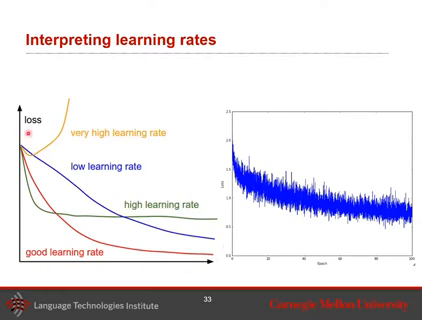 Interpreting learning rates
loss
very high learning rate
low learning rate
high learning rate
good learning rate
2.5
2.0
1.5
1.0
0.5
0.0
Loss
0
20
40
60
80
100
Epoch
33
Language Technologies Institute
Carnegie Mellon University